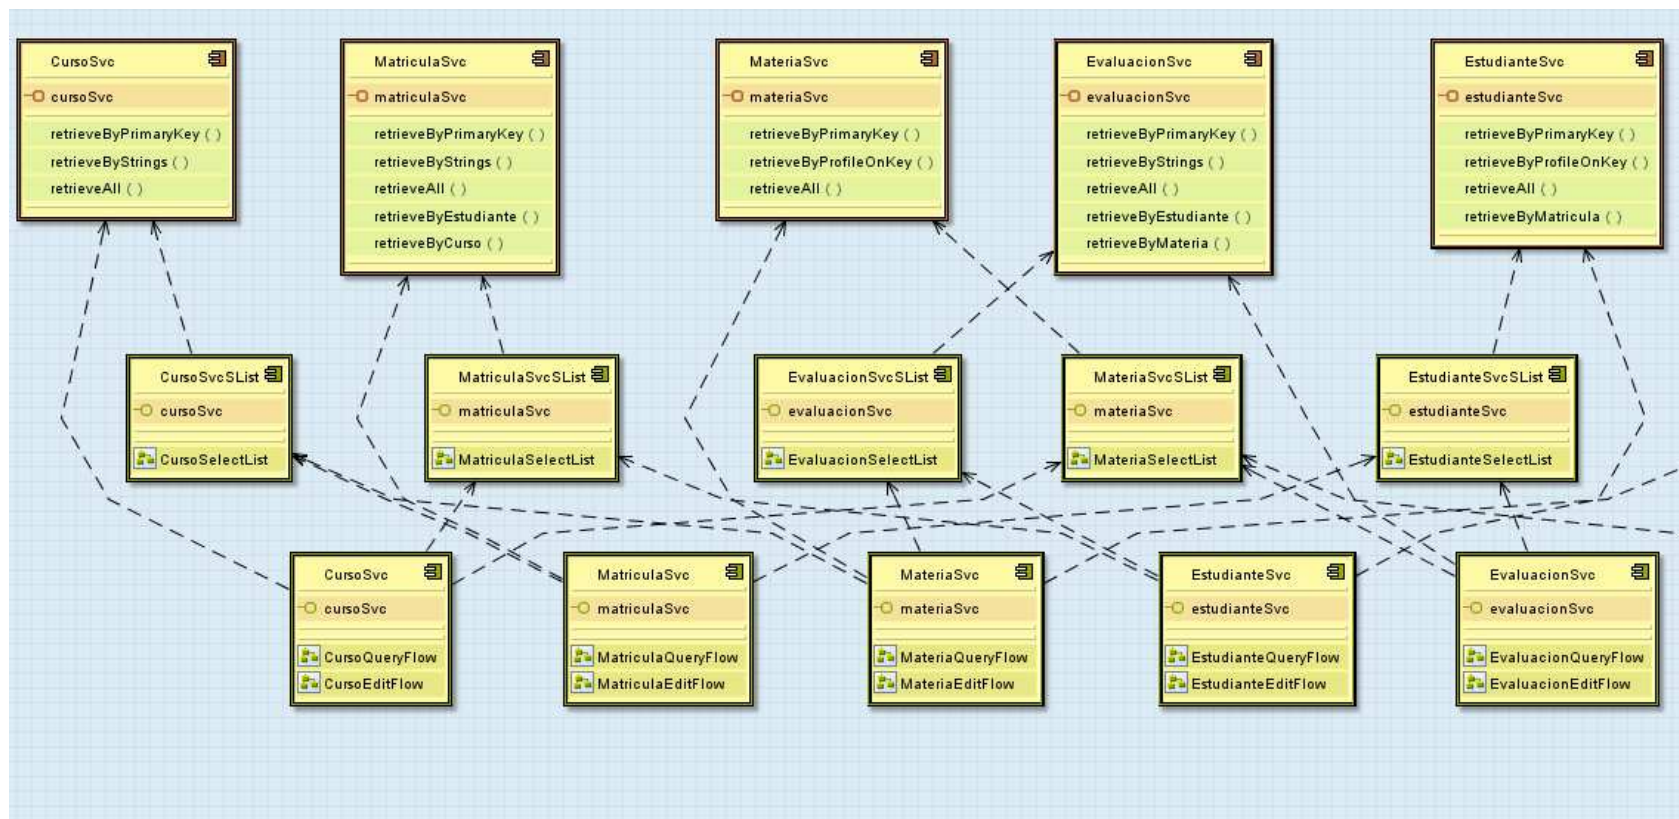 CursoSvc
cursoSvc
retrieveByPrimaryKey ( )
retrieveByStrings ( )
retrieveAll ( )
MatriculaSvc
matriculaSvc
retrieveByPrimaryKey ( )
retrieveByStrings ( )
retrieveAll ( )
retrieveByEstudiante ( )
retrieveByCurso ( )
MateriaSvc
materiaSvc
retrieveByPrimaryKey ( )
retrieveByProfileOnKey ( )
retrieveAll ( )
EvaluacionSvc
evaluacionSvc
retrieveByPrimaryKey ( )
retrieveByStrings ( )
retrieveAll ( )
retrieveByEstudiante ( )
retrieveByMateria ( )
EstudianteSvc
estudianteSvc
retrieveByPrimaryKey ( )
retrieveByProfileOnKey ( )
retrieveAll ( )
retrieveByMatricula ( )
CursoSvcSList
cursoSvc
CursoSelectList
MatriculaSvcSList
matriculaSvc
MatriculaSelectList
EvaluacionSvcSList
evaluacionSvc
EvaluacionSelectList
MateriaSvcSList
materiaSvc
MateriaSelectList
EstudianteSvcSList
estudianteSvc
EstudianteSelectList
CursoSvc
cursoSvc
CursoQueryFlow
CursoEditFlow
MatriculaSvc
matriculaSvc
MatriculaQueryFlow
MatriculaEditFlow
MateriaSvc
materiaSvc
MateriaQueryFlow
MateriaEditFlow
EstudianteSvc
estudianteSvc
EstudianteQueryFlow
EstudianteEditFlow
EvaluacionSvc
evaluacionSvc
EvaluacionQueryFlow
EvaluacionEditFlow